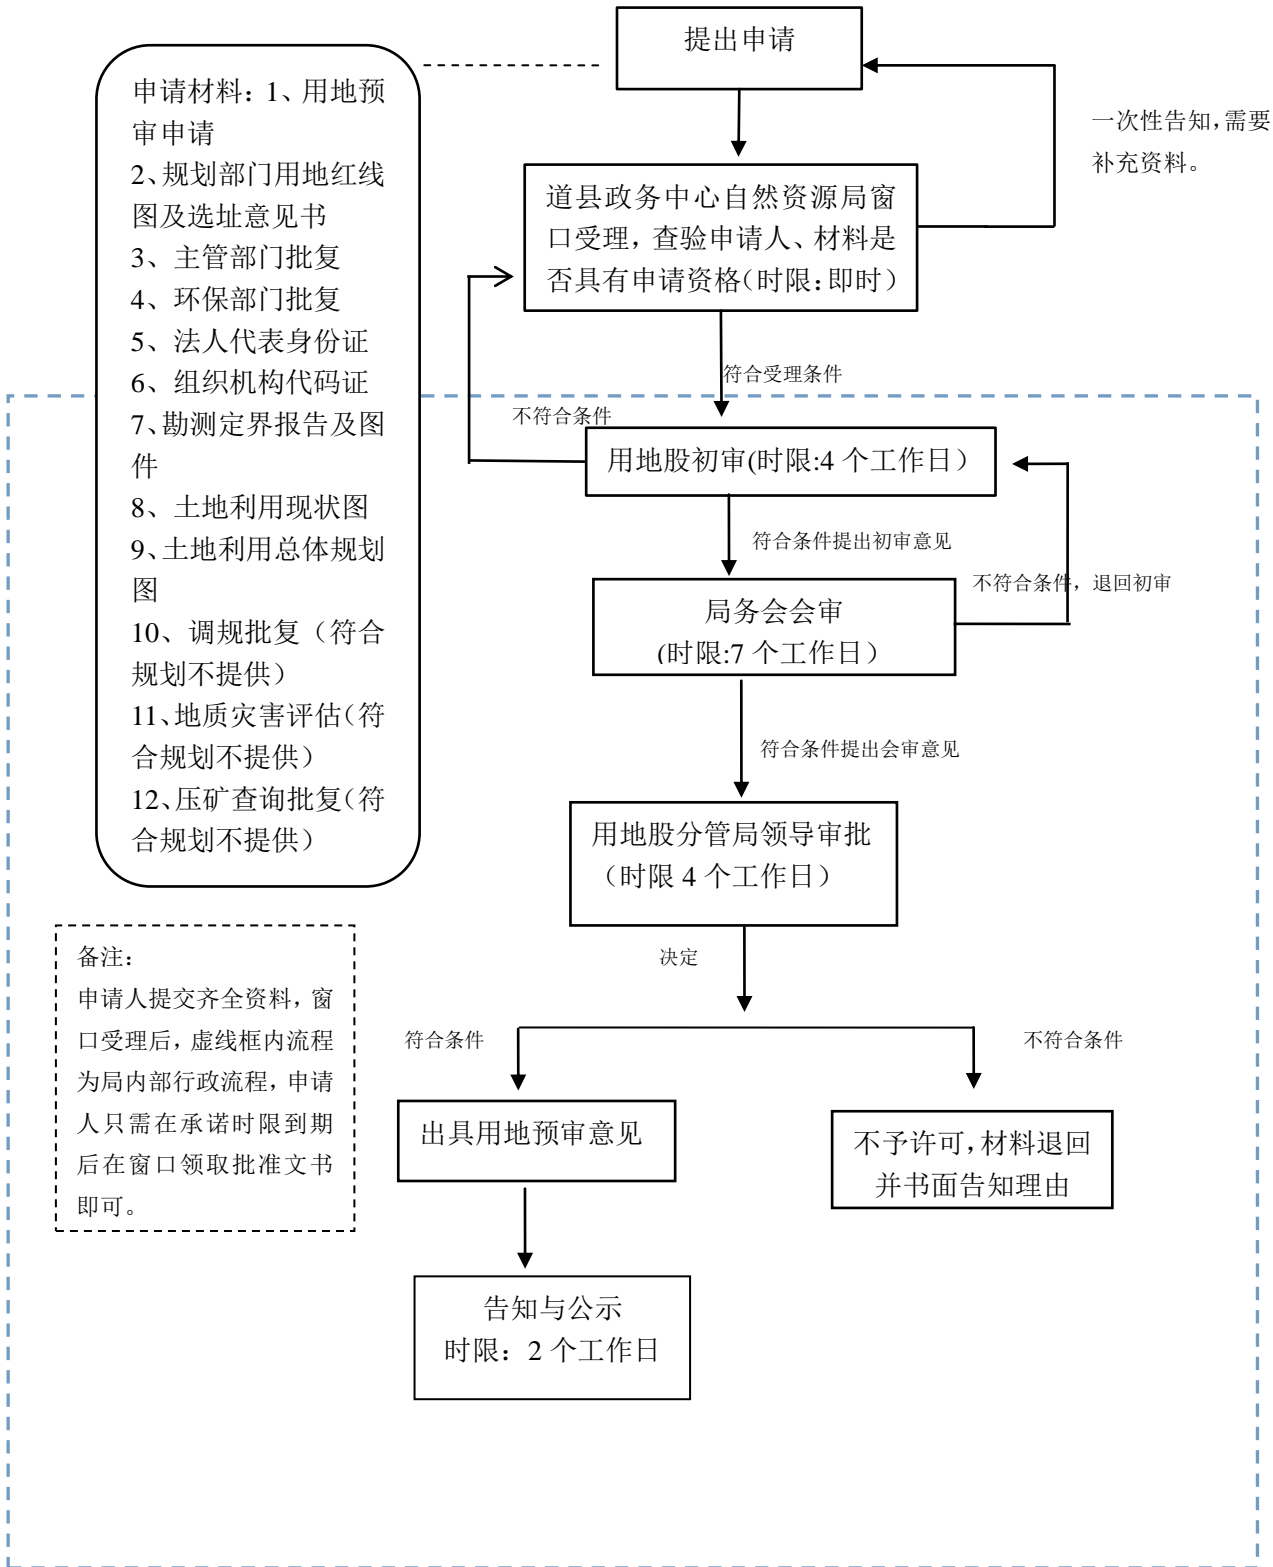 提出申请
申请材料：1、用地预
审申请
2、规划部门用地红线
图及选址意见书
3、主管部门批复
4、环保部门批复
5、法人代表身份证
6、组织机构代码证
7、勘测定界报告及图
件
8、土地利用现状图
9、土地利用总体规划
图
10、调规批复（符合
规划不提供）
11、地质灾害评估（符
合规划不提供）
12、压矿查询批复（符
合规划不提供）
一次性告知，需要
补充资料。
道县政务中心自然资源局窗
口受理，查验申请人、材料是
否具有申请资格（时限：即时）
符合受理条件
不符合条件
用地股初审(时限:4 个工作日）
符合条件提出初审意见
不符合条件，退回初审
局务会会审
(时限:7 个工作日）
符合条件提出会审意见
用地股分管局领导审批
（时限 4 个工作日）
决定
备注：
申请人提交齐全资料，窗
口受理后，虚线框内流程
为局内部行政流程，申请
人只需在承诺时限到期
后在窗口领取批准文书
即可。
符合条件
不符合条件
出具用地预审意见
不予许可，材料退回
并书面告知理由
告知与公示
时限：2 个工作日